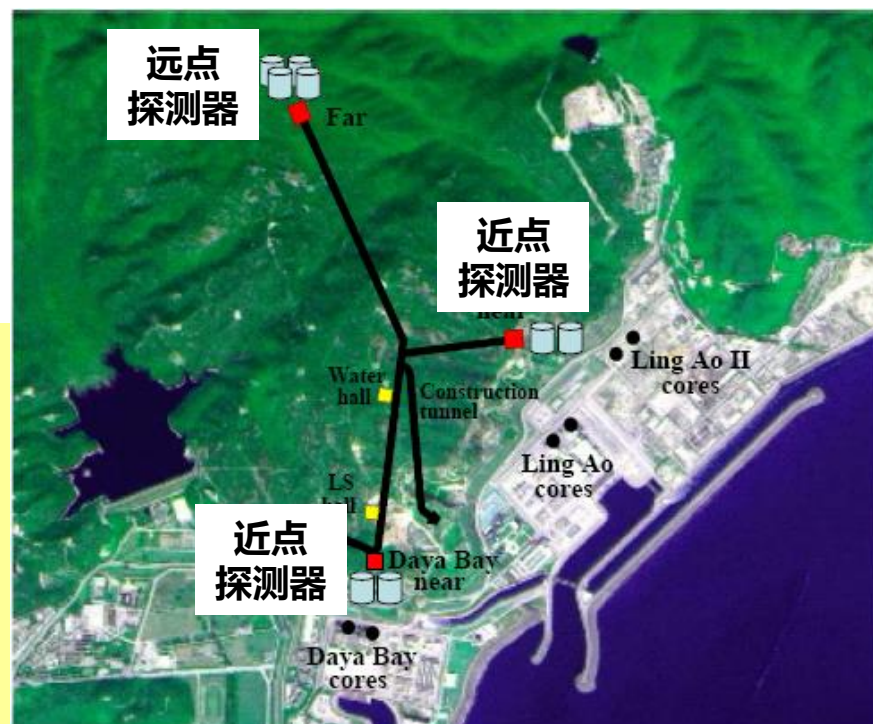 远点
探测器
Far
近点
探测器
near
Ling Ao II
cores
Water
hall
Construction
tunnel
Ling Ao
cores
LS
hall
近点
探测器
Daya Bay
near
Daya Bay
cores